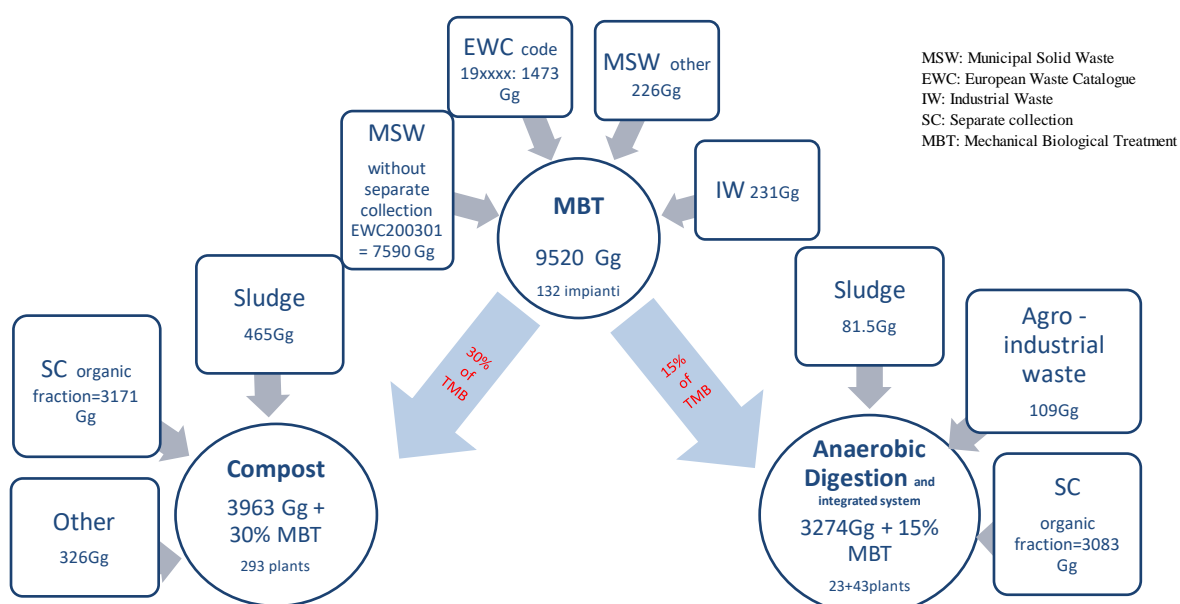 EWC code
19xxxx: 1473
Gg
MSW other
226Gg
MSW: Municipal Solid Waste
EWC: European Waste Catalogue
IW: Industrial Waste
SC: Separate collection
MBT: Mechanical Biological Treatment
MSW
without
separate
collection
EWC200301
= 7590 Gg
IW 231Gg
MBT
9520 Gg
132 impianti
Sludge
465Gg
Sludge
81.5Gg
30%
of
TMB
15%
of
TMB
SC organic
fraction=3171
Gg
Agro -
industrial
waste
109Gg
Compost
3963 Gg +
30% MBT
293 plants
Anaerobic
Digestion and
integrated system
3274Gg + 15%
MBT
23+43plants
Other
326Gg
SC
organic
fraction=3083
Gg